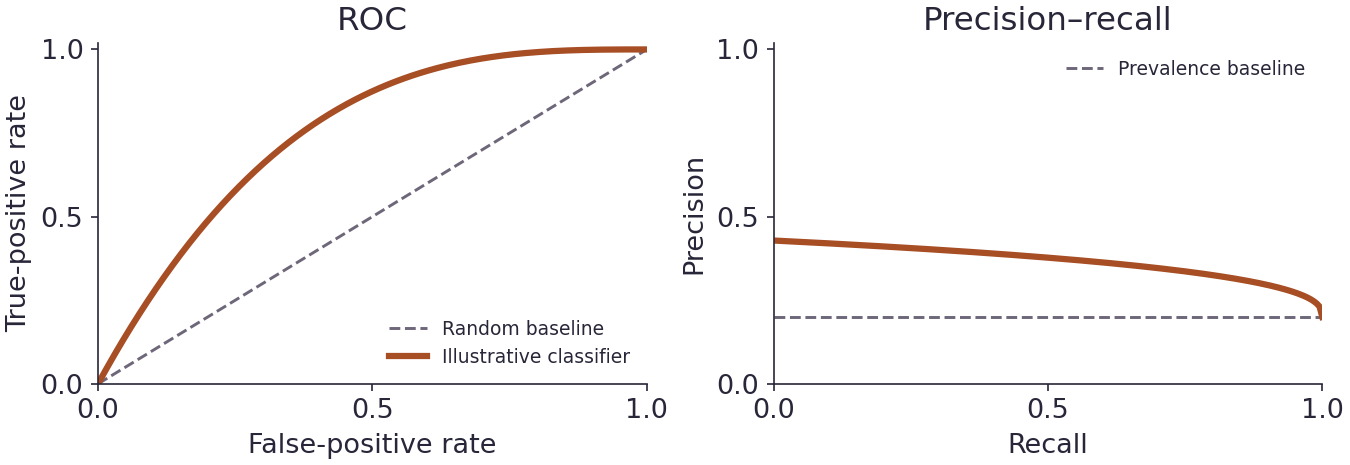 ROC
True-positive rate
1.0
0.5
0.0
Random baseline
Illustrative classifier
0.0 0.5 1.0
False-positive rate
Precision–recall
Precision
1.0
0.5
0.0
Prevalence baseline
0.0 0.5 1.0
Recall